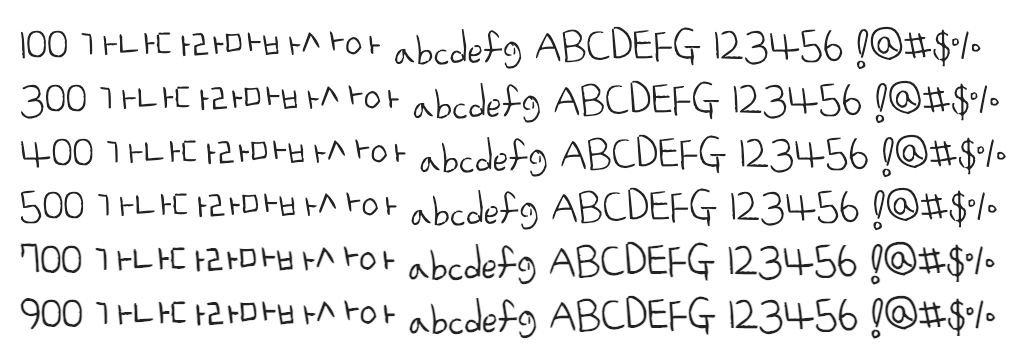 100 가나다라마바사아 abcdefg ABCDEFG 123456 !@#$%
300 가나다라마바사아 abcdefg ABCDEFG 123456 !@#$%
400 가나다라마바사아 abcdefg ABCDEFG 123456 !@#$%
500 가나다라마바사아 abcdefg ABCDEFG 123456 !@#$%
700 가나다라마바사아 abcdefg ABCDEFG 123456 !@#$%
900 가나다라마바사아 abcdefg ABCDEFG 123456 !@#$%